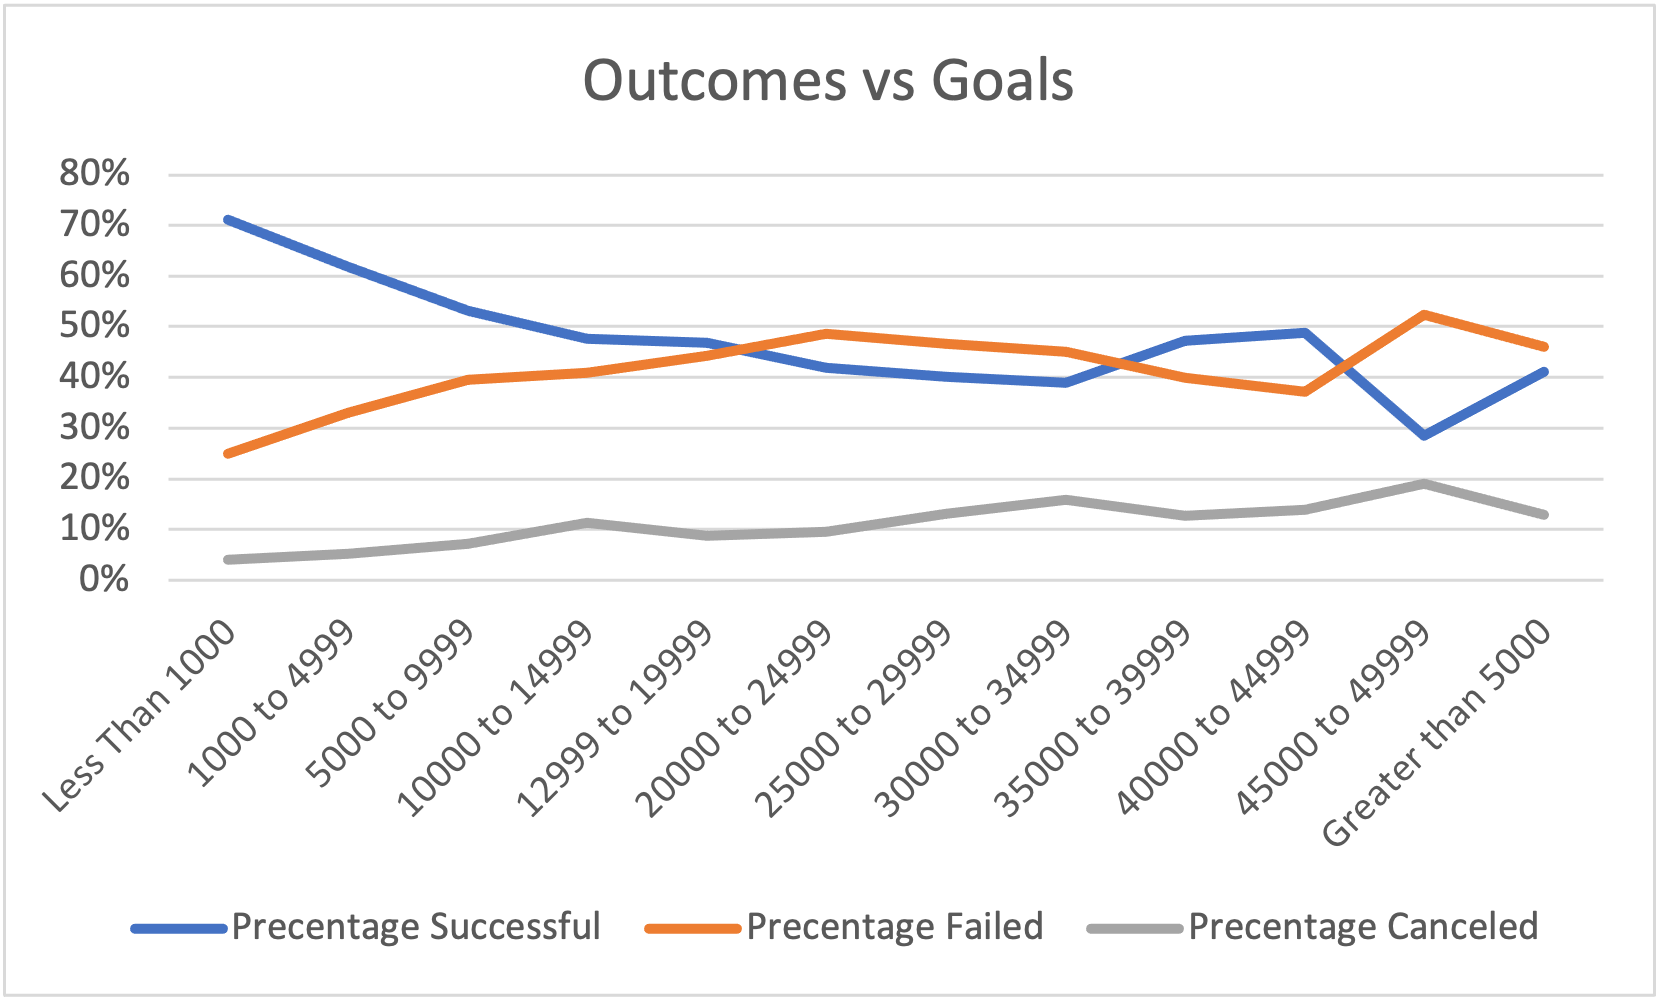 Outcomes vs Goals
80%
70%
60%
50%
40%
30%
20%
10%
0%
Less Than 1000
1000 to 4999
5000 to 9999
10000 to 14999
12999 to 19999
20000 to 24999
25000 to 29999
30000 to 34999
35000 to 39999
40000 to 44999
45000 to 49999
Greater than 5000
Precentage Successful
Precentage Failed
Precentage Canceled